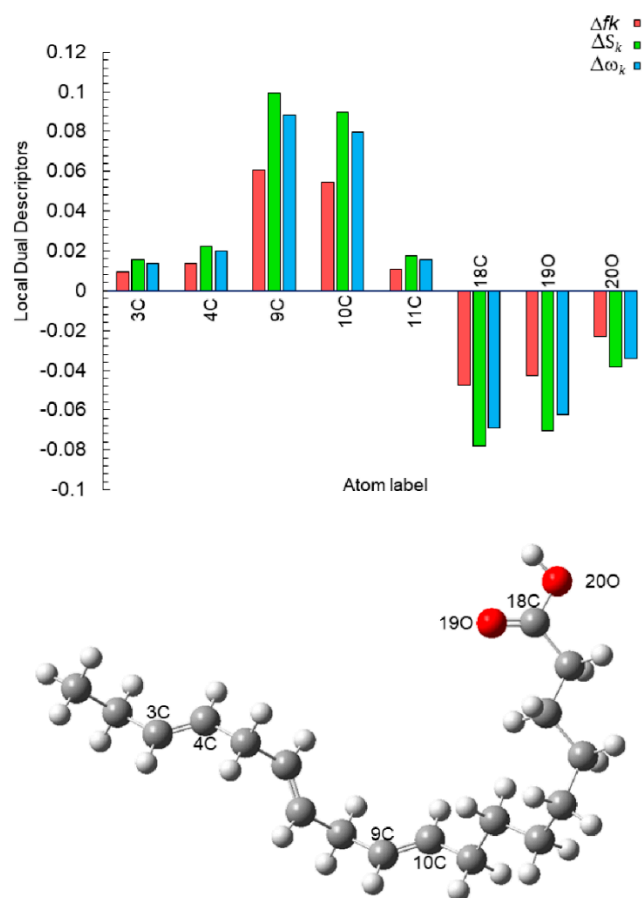 Δfk
ΔSₖ
Δωₖ
Local Dual Descriptors
0.12
0.1
0.08
0.06
0.04
0.02
0
-0.02
-0.04
-0.06
-0.08
-0.1
3C
4C
9C
10C
11C
18C
19O
20O
Atom label
20O
18C
19O
3C
4C
9C
10C